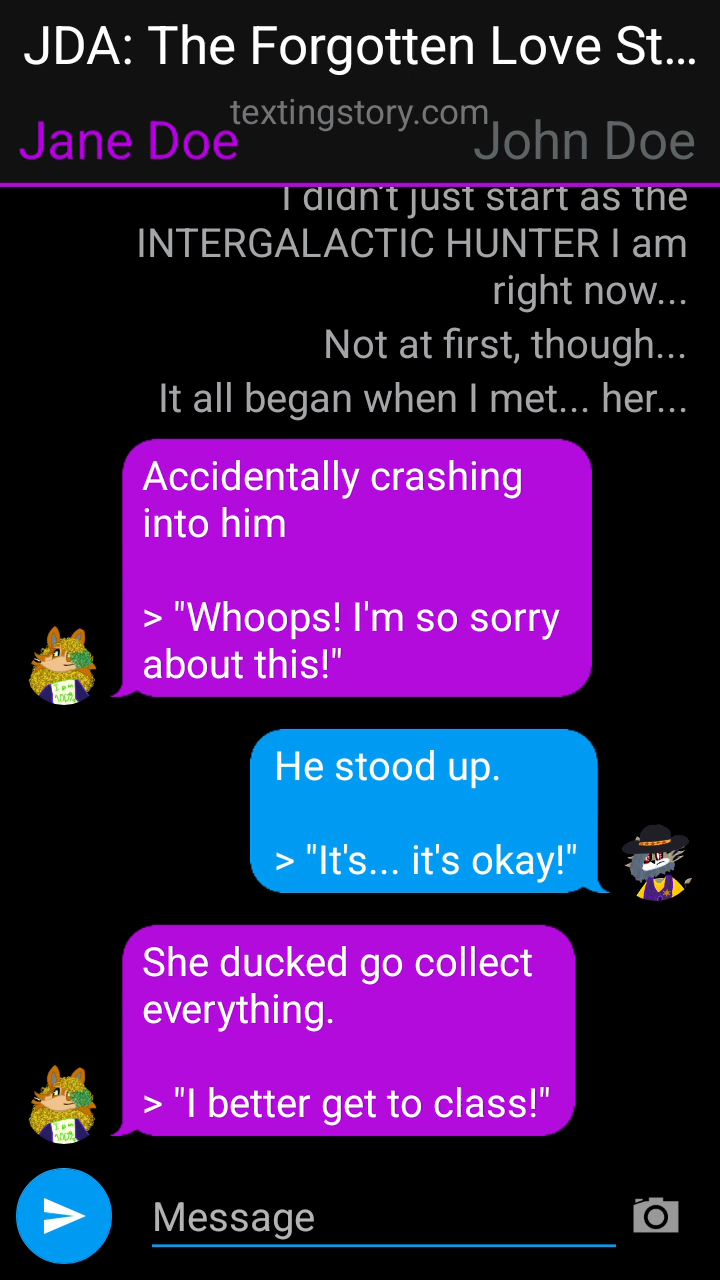 JDA: The Forgotten Love St...
textingstory.com
Jane Doe
John Doe
I didn't just start as the
INTERGALACTIC HUNTER I am
right now...
Not at first, though...
It all began when I met... her...
Accidentally crashing
into him
> "Whoops! I'm so sorry
about this!"
He stood up.
> "It's... it's okay!"
She ducked go collect
everything.
> "I better get to class!"
Message